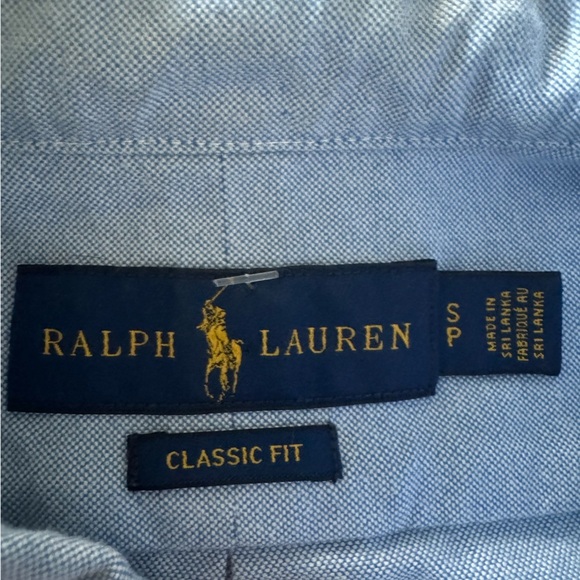 RALPH LAUREN
S
P
MADE IN
SRI LANKA
FABRIQUÉ AU
SRI LANKA
CLASSIC FIT